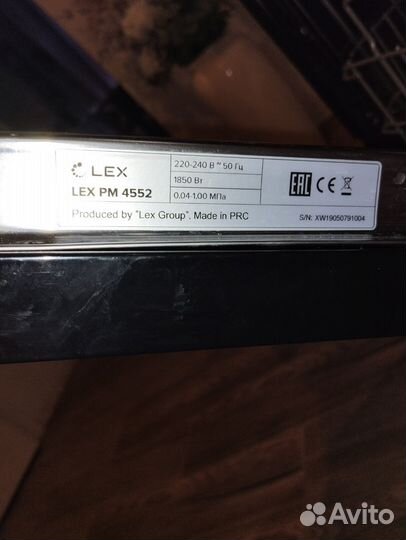 LEX
LEX PM 4552
220-240 В ~ 50 Гц
1850 Вт
0.04-1.00 МПа
Produced by "Lex Group". Made in PRC
EAC CE
S/N: XW19050791004
Avito